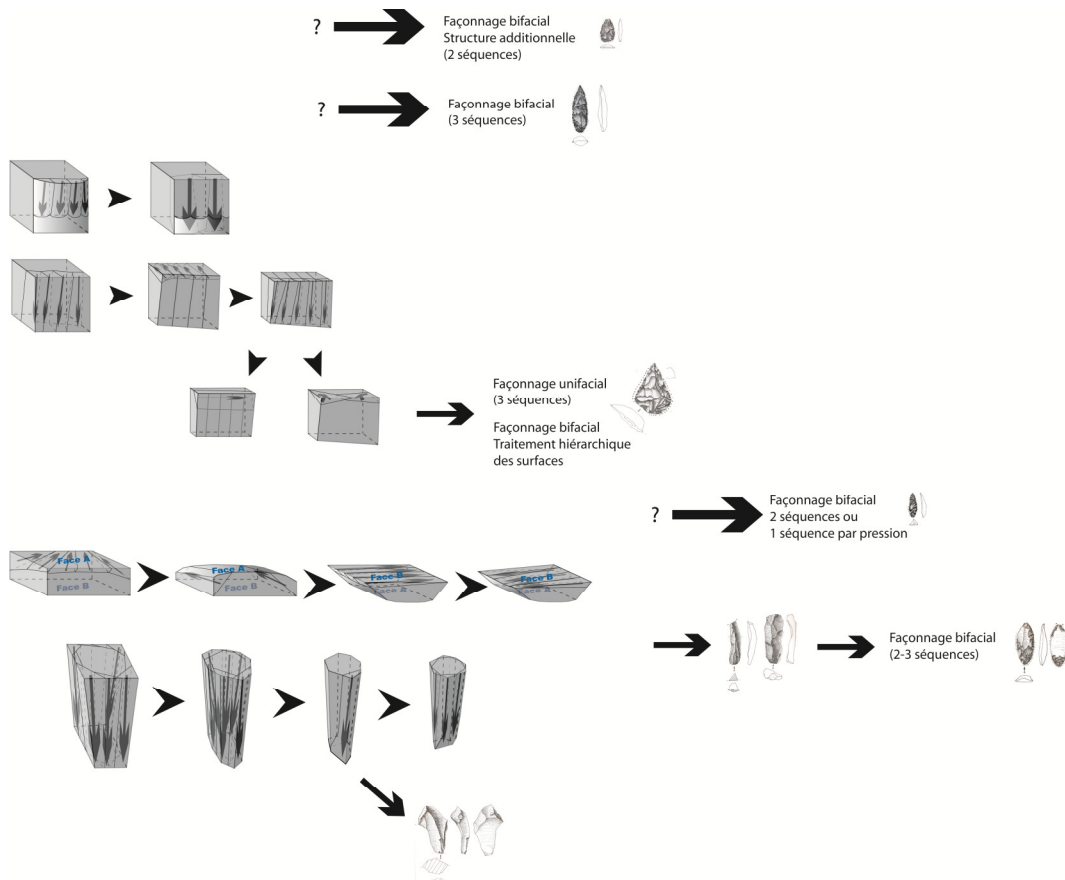 ?
Façonnage bifacial
Structure additionnelle
(2 séquences)
?
Façonnage bifacial
(3 séquences)
Façonnage unifacial
(3 séquences)
Façonnage bifacial
Traitement hiérarchique
des surfaces
?
Façonnage bifacial
2 séquences ou
1 séquence par pression
Face A
Face B
Face A
Face B
Face B
Face A
Face B
Face A
Façonnage bifacial
(2-3 séquences)